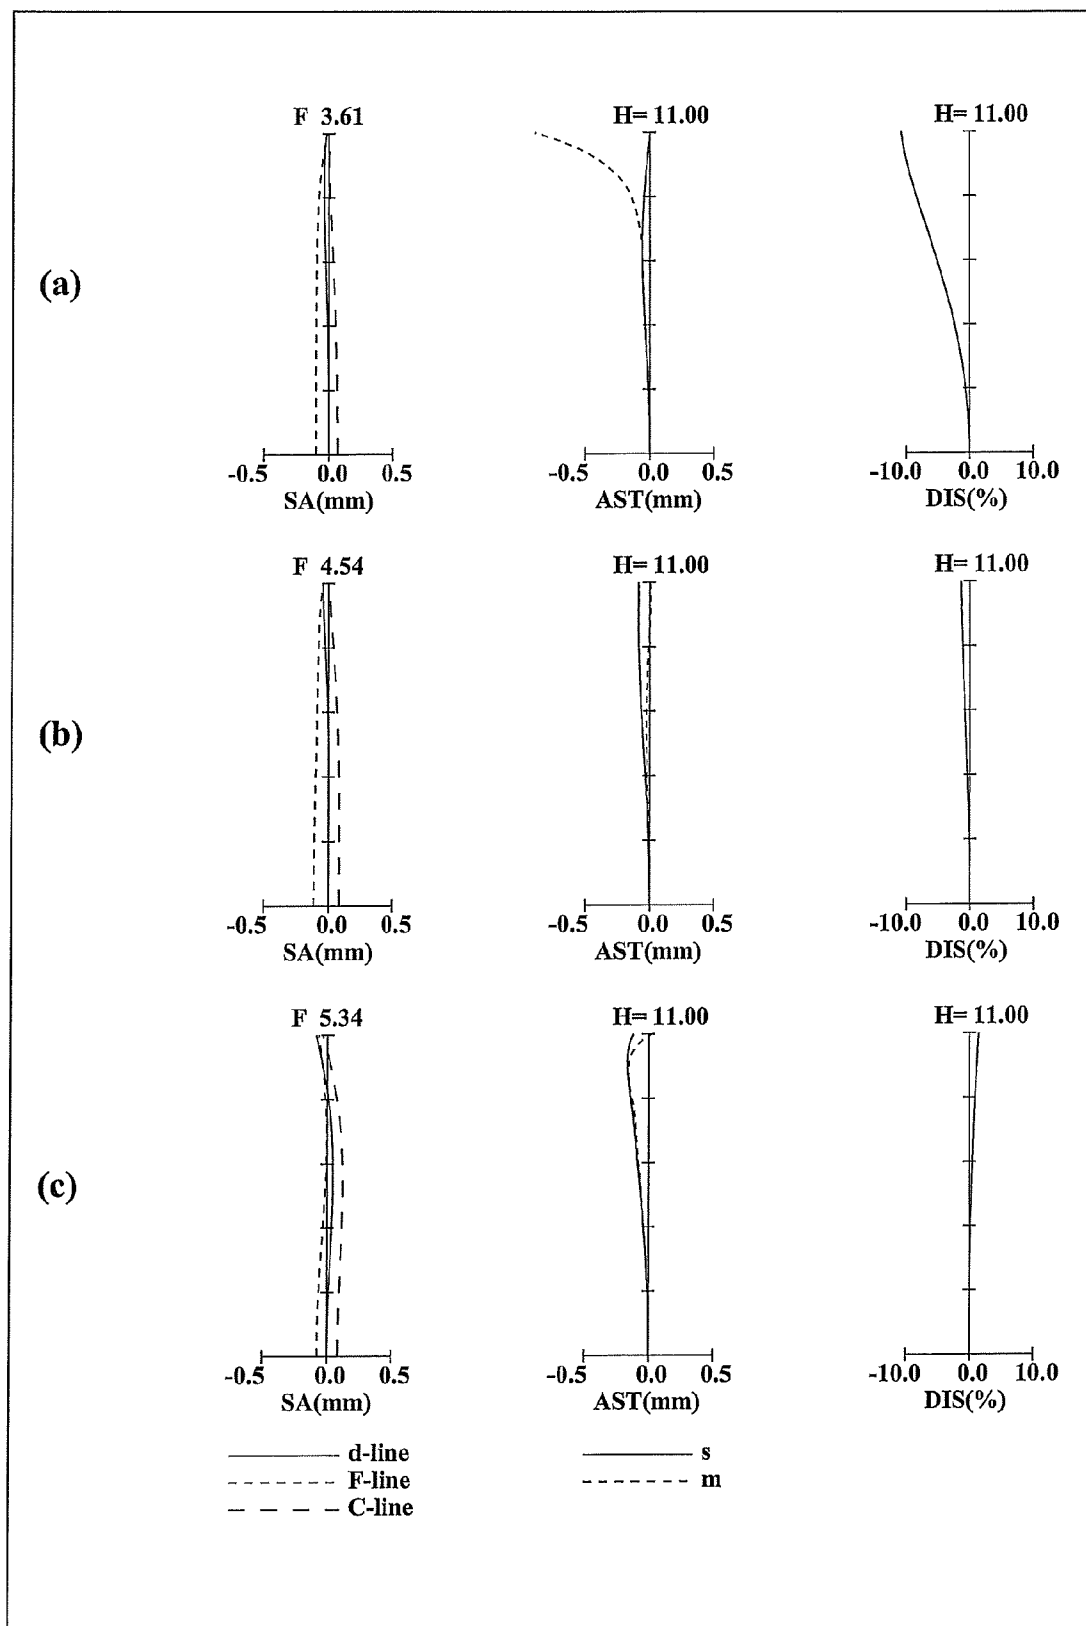 F 3.61 H= 11.00 H= 11.00
(a)
-0.5 0.0 0.5 -0.5 0.0 0.5 -10.0 0.0 10.0
SA(mm) AST(mm) DIS(%)
F 4.54 H= 11.00 H= 11.00
(b)
-0.5 0.0 0.5 -0.5 0.0 0.5 -10.0 0.0 10.0
SA(mm) AST(mm) DIS(%)
F 5.34 H= 11.00 H= 11.00
(c)
-0.5 0.0 0.5 -0.5 0.0 0.5 -10.0 0.0 10.0
SA(mm) AST(mm) DIS(%)
d-line s
F-line m
C-line